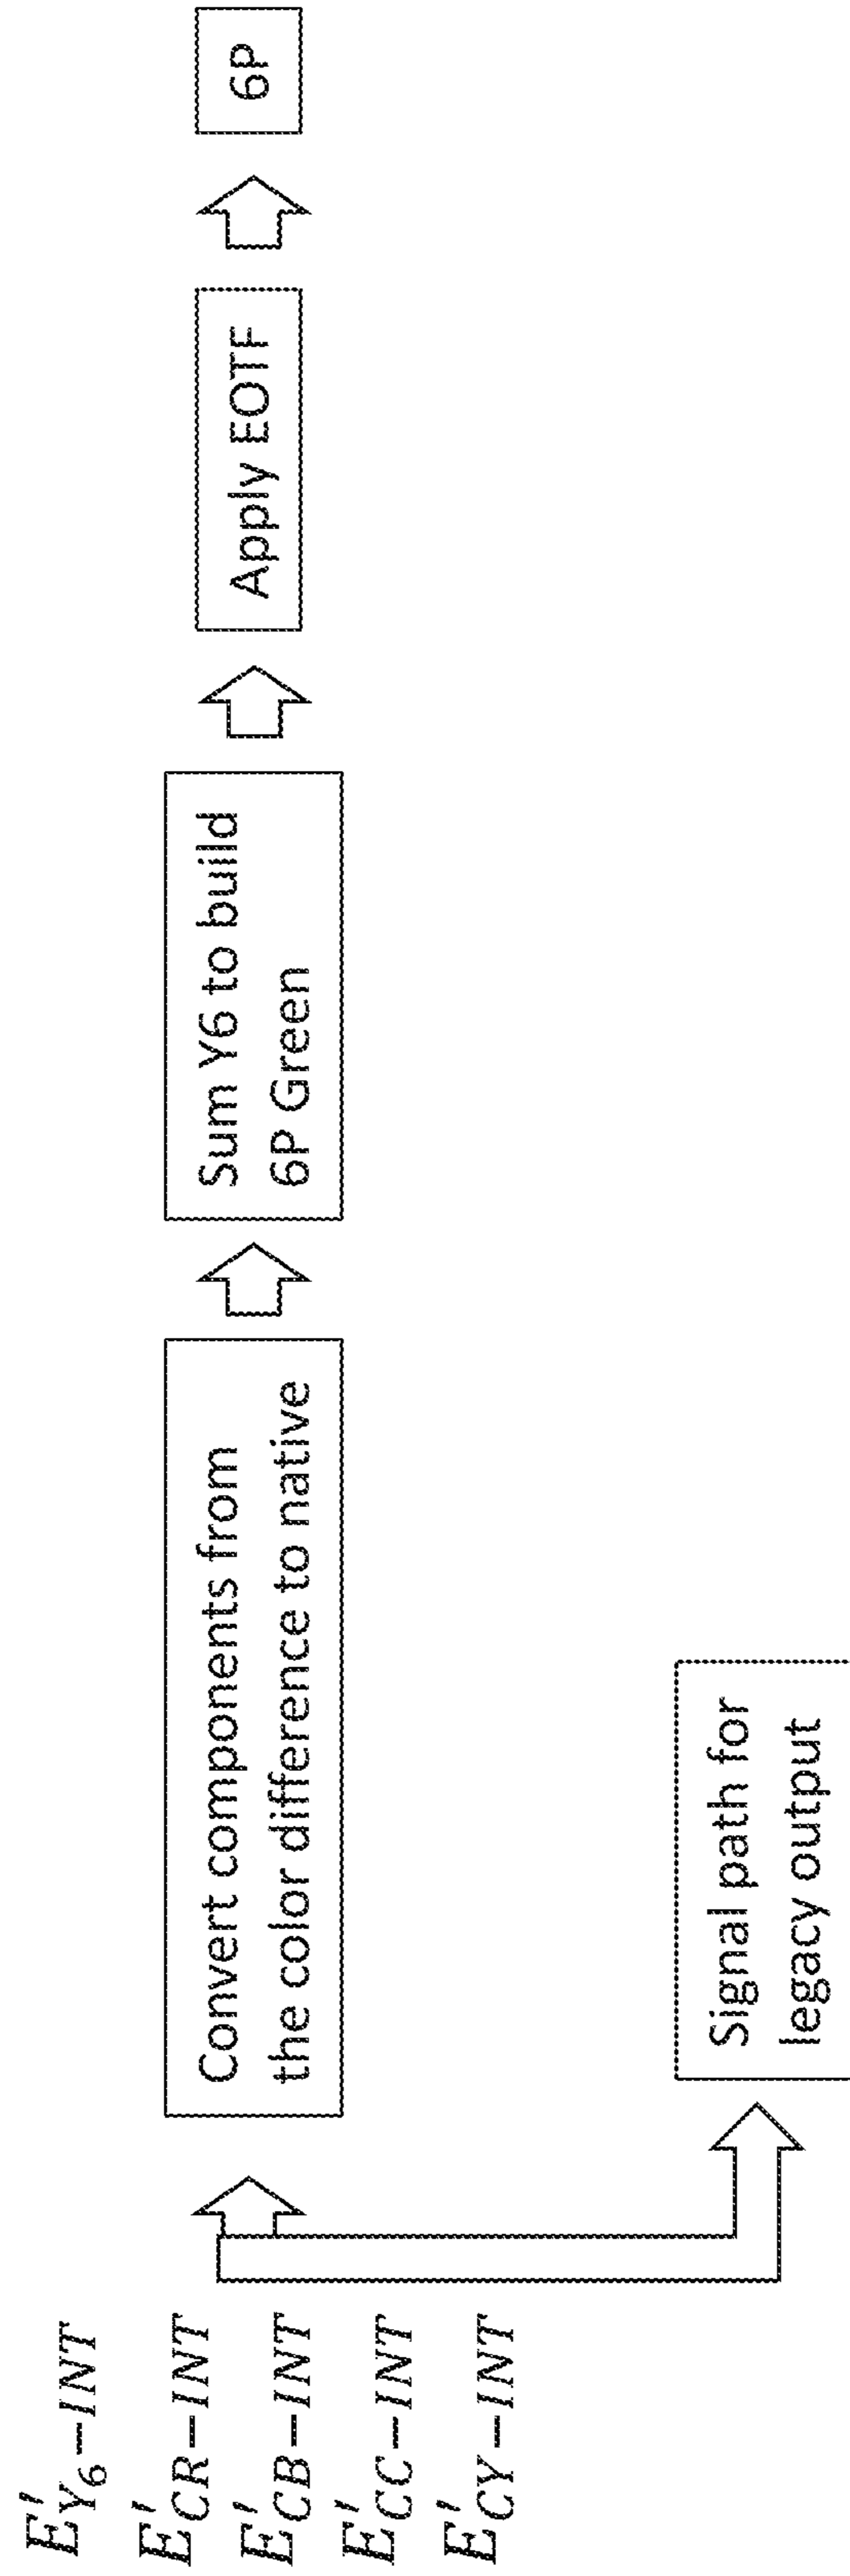 E′Y₆−INT
E′CR−INT
E′CB−INT
E′CC−INT
E′CY−INT
Convert components from
the color difference to native
Sum Y6 to build
6P Green
Apply EOTF
6P
Signal path for
legacy output